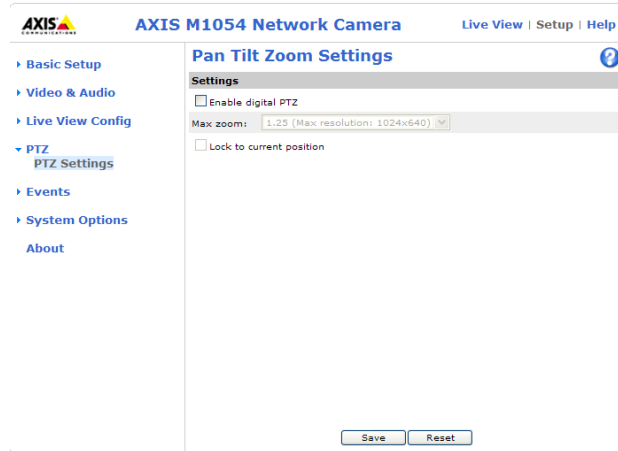 AXIS
COMMUNICATIONS
AXIS M1054 Network Camera
Live View | Setup | Help
Basic Setup
Video & Audio
Live View Config
PTZ
PTZ Settings
Events
System Options
About
Pan Tilt Zoom Settings
?
Settings
Enable digital PTZ
Max zoom: 1.25 (Max resolution: 1024x640)
Lock to current position
Save Reset